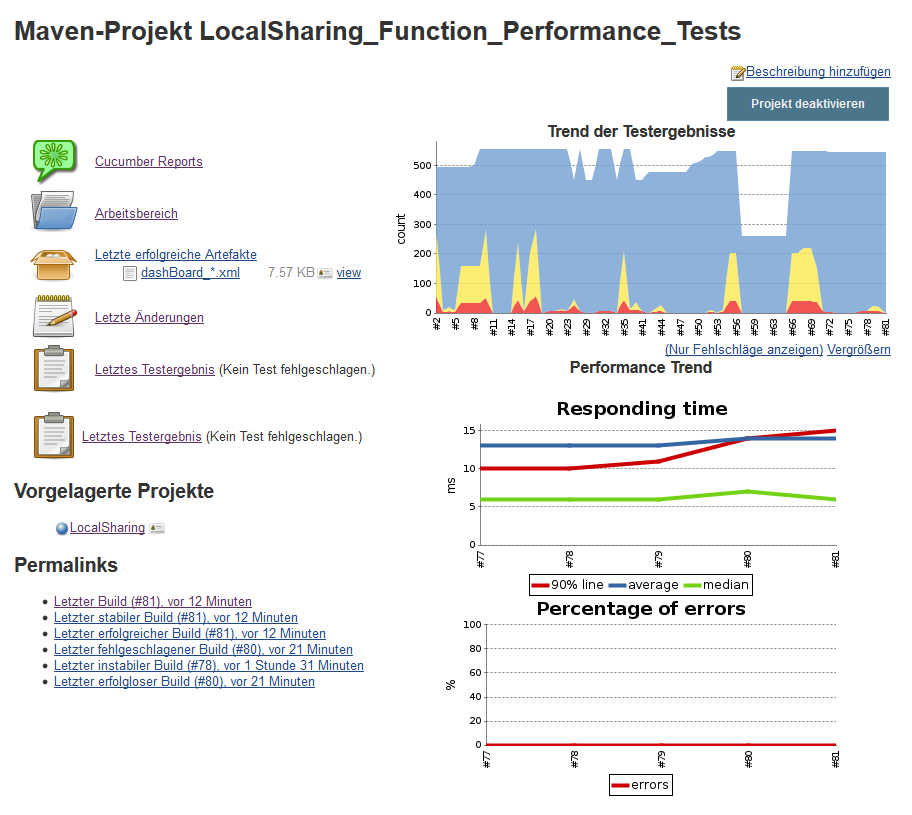 Maven-Projekt LocalSharing_Function_Performance_Tests
Beschreibung hinzufügen
Projekt deaktivieren
Cucumber Reports
Arbeitsbereich
Letzte erfolgreiche Artefakte
dashBoard_*.xml 7.57 KB view
Letzte Änderungen
Letztes Testergebnis (Kein Test fehlgeschlagen.)
Letztes Testergebnis (Kein Test fehlgeschlagen.)
Vorgelagerte Projekte
LocalSharing
Permalinks
Letzter Build (#81), vor 12 Minuten
Letzter stabiler Build (#81), vor 12 Minuten
Letzter erfolgreicher Build (#81), vor 12 Minuten
Letzter fehlgeschlagener Build (#80), vor 21 Minuten
Letzter instabiler Build (#78), vor 1 Stunde 31 Minuten
Letzter erfolgloser Build (#80), vor 21 Minuten
Trend der Testergebnisse
count
500
400
300
200
100
0
#2 #5 #8 #11 #14 #17 #20 #23 #29 #32 #35 #41 #44 #47 #50 #53 #56 #59 #63 #66 #69 #72 #75 #78 #81
(Nur Fehlschläge anzeigen) Vergrößern
Performance Trend
Responding time
ms
15
10
5
0
#77 #78 #79 #80 #81
90% line average median
Percentage of errors
%
100
80
60
40
20
0
#77 #78 #79 #80 #81
errors